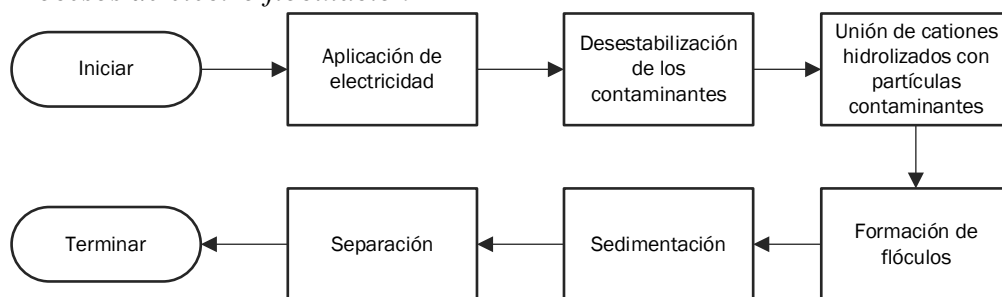 Iniciar
Aplicación de
electricidad
Desestabilización
de los
contaminantes
Unión de cationes
hidrolizados con
partículas
contaminantes
Formación de
flóculos
Sedimentación
Separación
Terminar